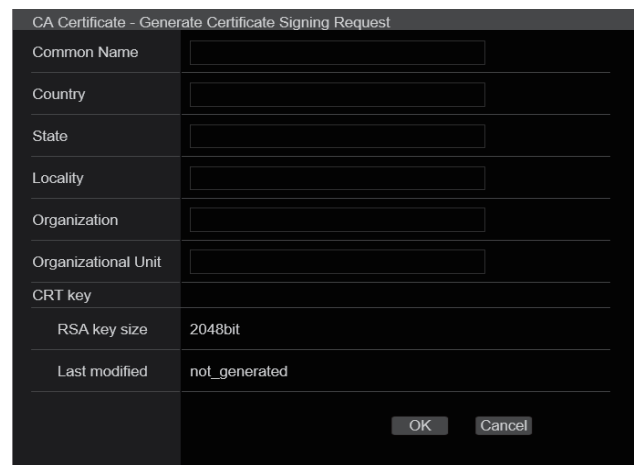 CA Certificate - Generate Certificate Signing Request
Common Name
Country
State
Locality
Organization
Organizational Unit
CRT key
RSA key size 2048bit
Last modified not_generated
OK Cancel